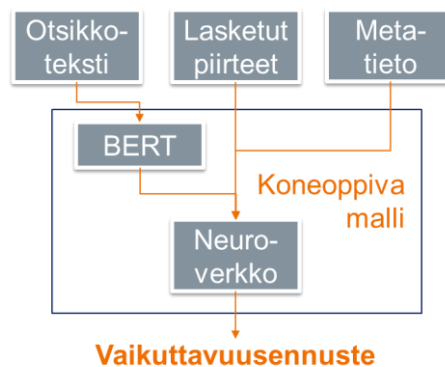 Otsikko-
teksti
Lasketut
piirteet
Meta-
tieto
BERT
Koneoppiva
malli
Neuro-
verkko
Vaikuttavuusennuste